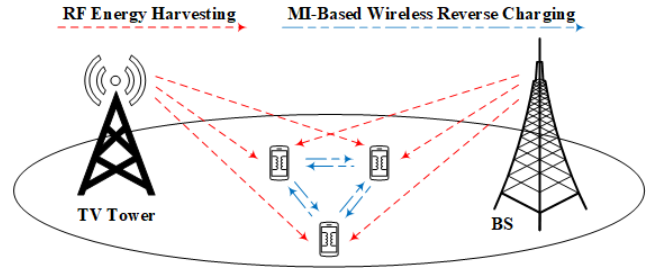 RF Energy Harvesting
MI-Based Wireless Reverse Charging
TV Tower
BS